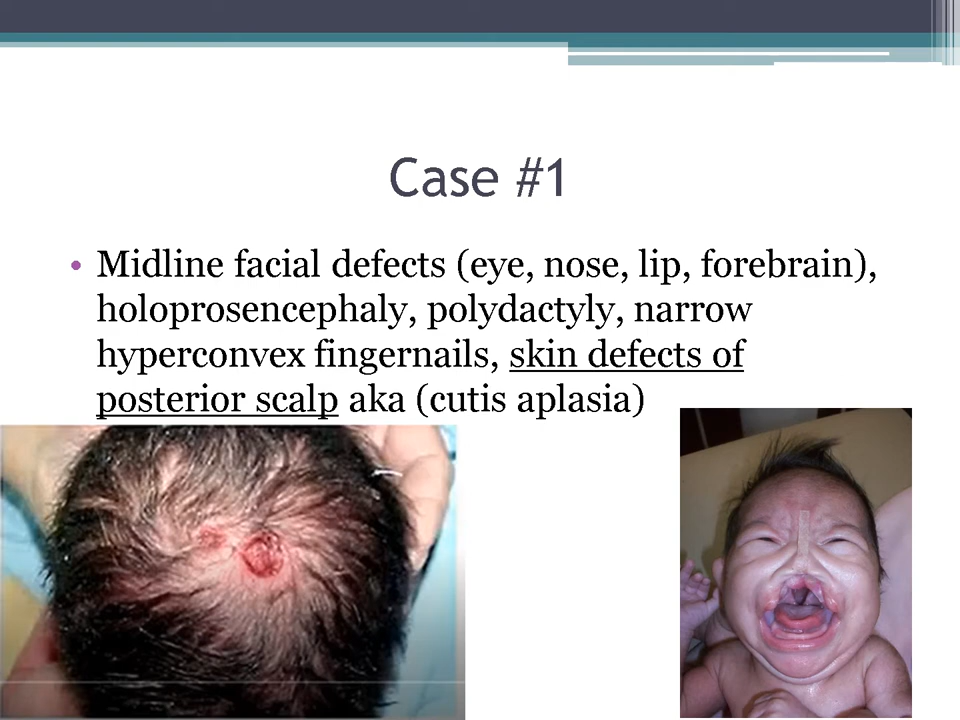 Case #1
• Midline facial defects (eye, nose, lip, forebrain),
holoprosencephaly, polydactyly, narrow
hyperconvex fingernails, skin defects of
posterior scalp aka (cutis aplasia)